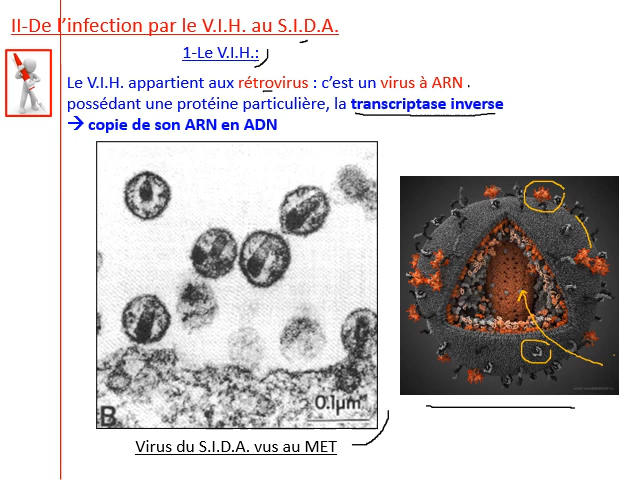 II-De l'infection par le V.I.H. au S.I.D.A.
1-Le V.I.H.:
Le V.I.H. appartient aux rétrovirus : c'est un virus à ARN
possédant une protéine particulière, la transcriptase inverse
→ copie de son ARN en ADN
B
0.1µm
Virus du S.I.D.A. vus au MET